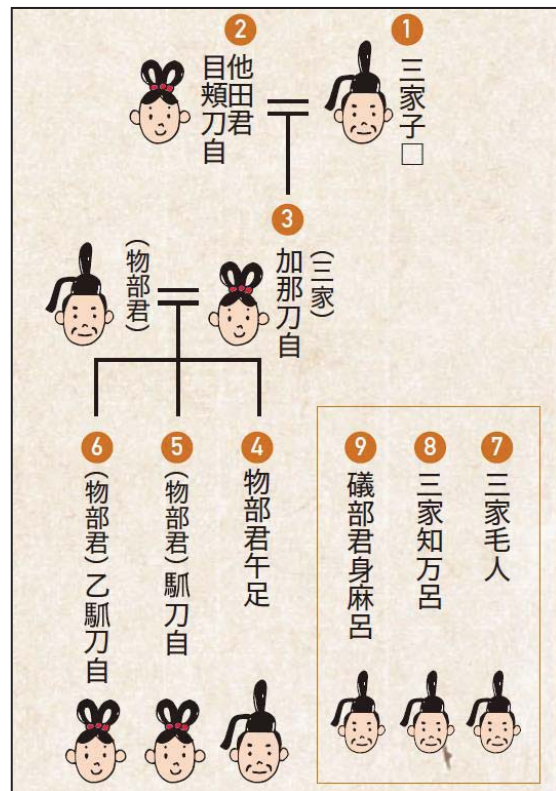 1
三家子□
2
他田君
目頬刀自
3
(三家)
加那刀自
(物部君)
4
物部君午足
5
(物部君)馴刀自
6
(物部君)乙馴刀自
7
三家毛人
8
三家知万呂
9
礒部君身麻呂